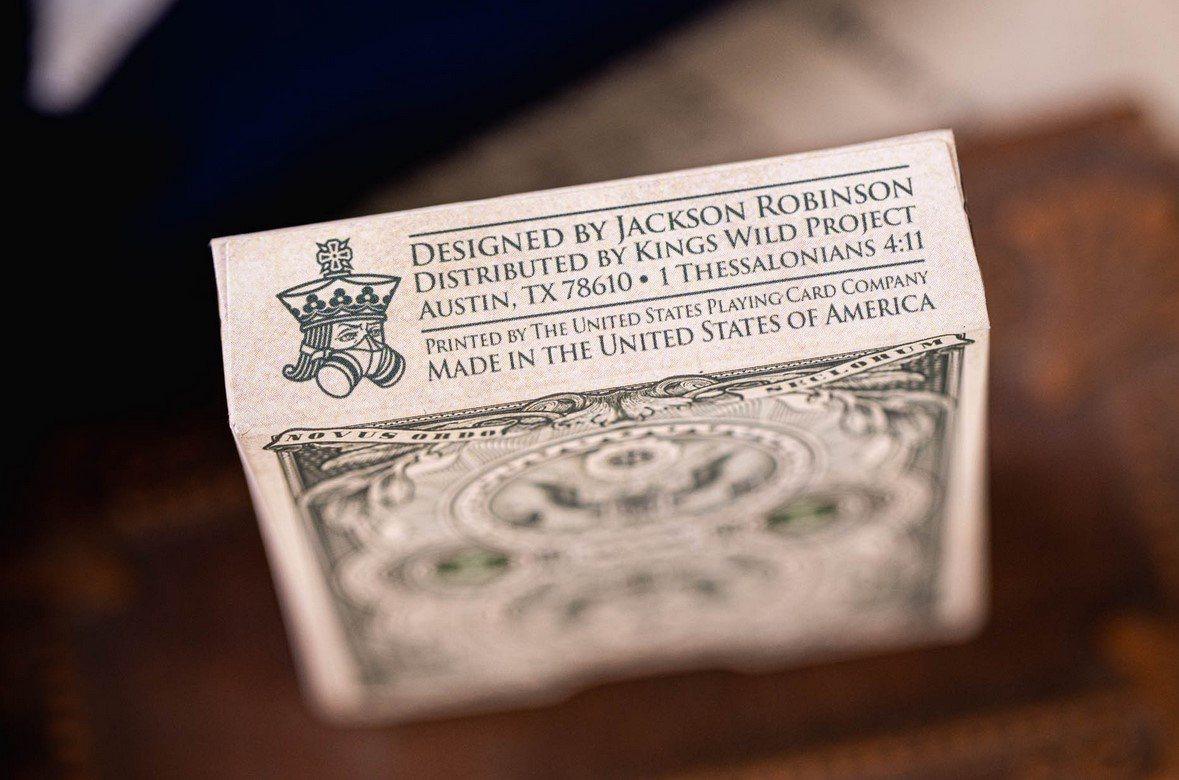 DESIGNED BY JACKSON ROBINSON
DISTRIBUTED BY KINGS WILD PROJECT
AUSTIN, TX 78610 • 1 THESSALONIANS 4:11
PRINTED BY THE UNITED STATES PLAYING CARD COMPANY
MADE IN THE UNITED STATES OF AMERICA
NOVUS ORDO SECLORUM